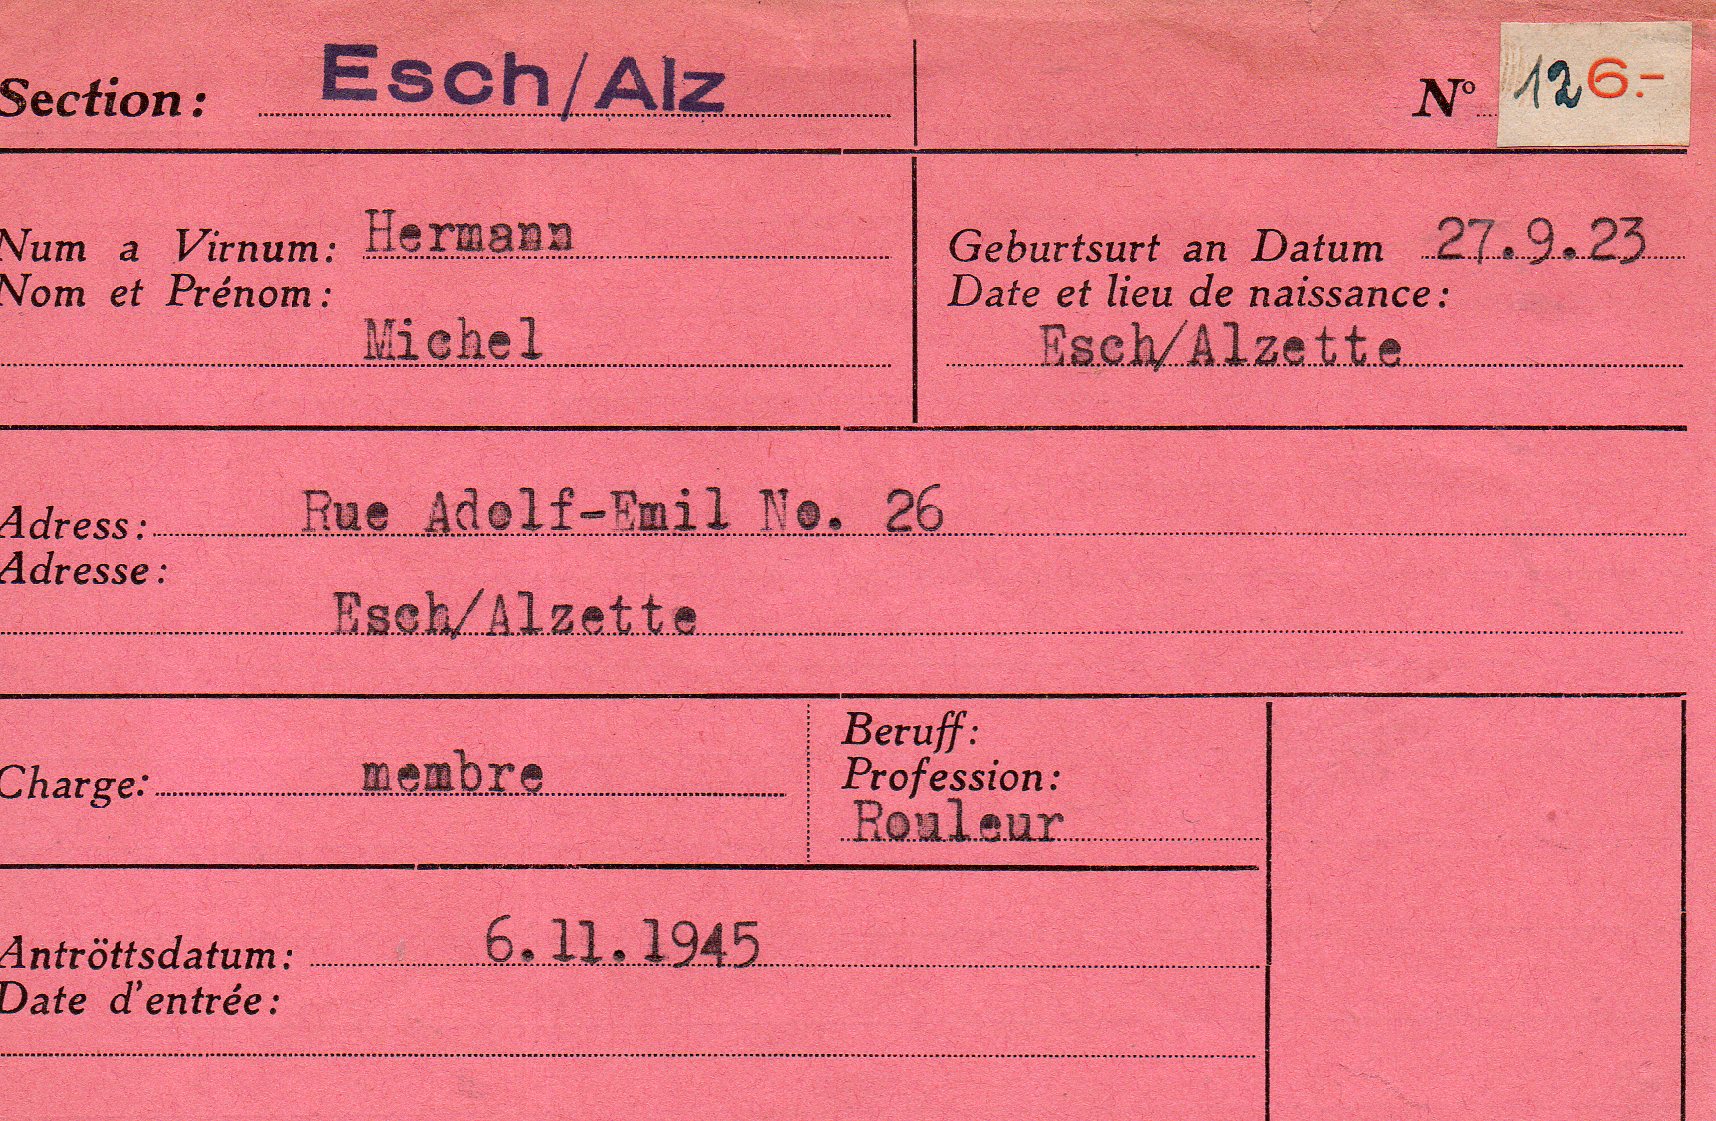 Section: Esch/Alz
N° 126.-
Num a Virnum: Hermann
Nom et Prénom:
Michel
Geburtsurt an Datum 27.9.23
Date et lieu de naissance:
Esch/Alzette
Adress: Rue Adolf-Emil No. 26
Adresse:
Esch/Alzette
Charge: membre
Beruff:
Profession:
Rouleur
Antröttsdatum: 6.11.1945
Date d'entrée: